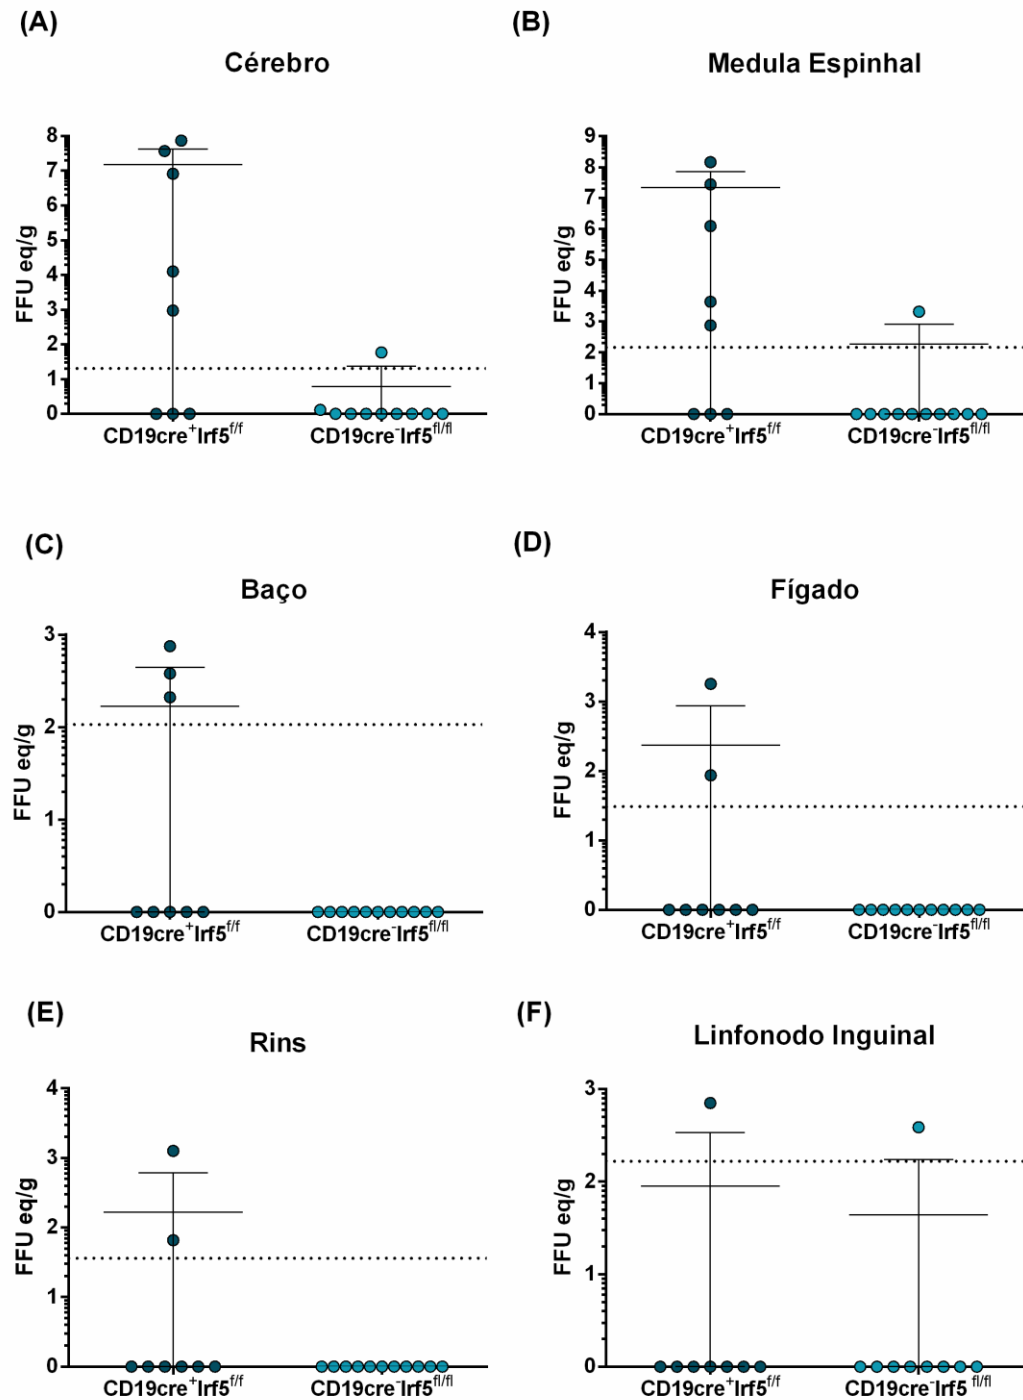 (A)
Cérebro
FFU eq/g
8
7
6
5
4
3
2
1
0
CD19cre⁺Irf5f/f
CD19cre⁻Irf5fl/fl
(B)
Medula Espinhal
FFU eq/g
9
8
7
6
5
4
3
2
1
0
CD19cre⁺Irf5f/f
CD19cre⁻Irf5fl/fl
(C)
Baço
FFU eq/g
3
2
1
0
CD19cre⁺Irf5f/f
CD19cre⁻Irf5fl/fl
(D)
Fígado
FFU eq/g
4
3
2
1
0
CD19cre⁺Irf5f/f
CD19cre⁻Irf5fl/fl
(E)
Rins
FFU eq/g
4
3
2
1
0
CD19cre⁺Irf5f/f
CD19cre⁻Irf5fl/fl
(F)
Linfonodo Inguinal
FFU eq/g
3
2
1
0
CD19cre⁺Irf5f/f
CD19cre⁻Irf5 fl/fl